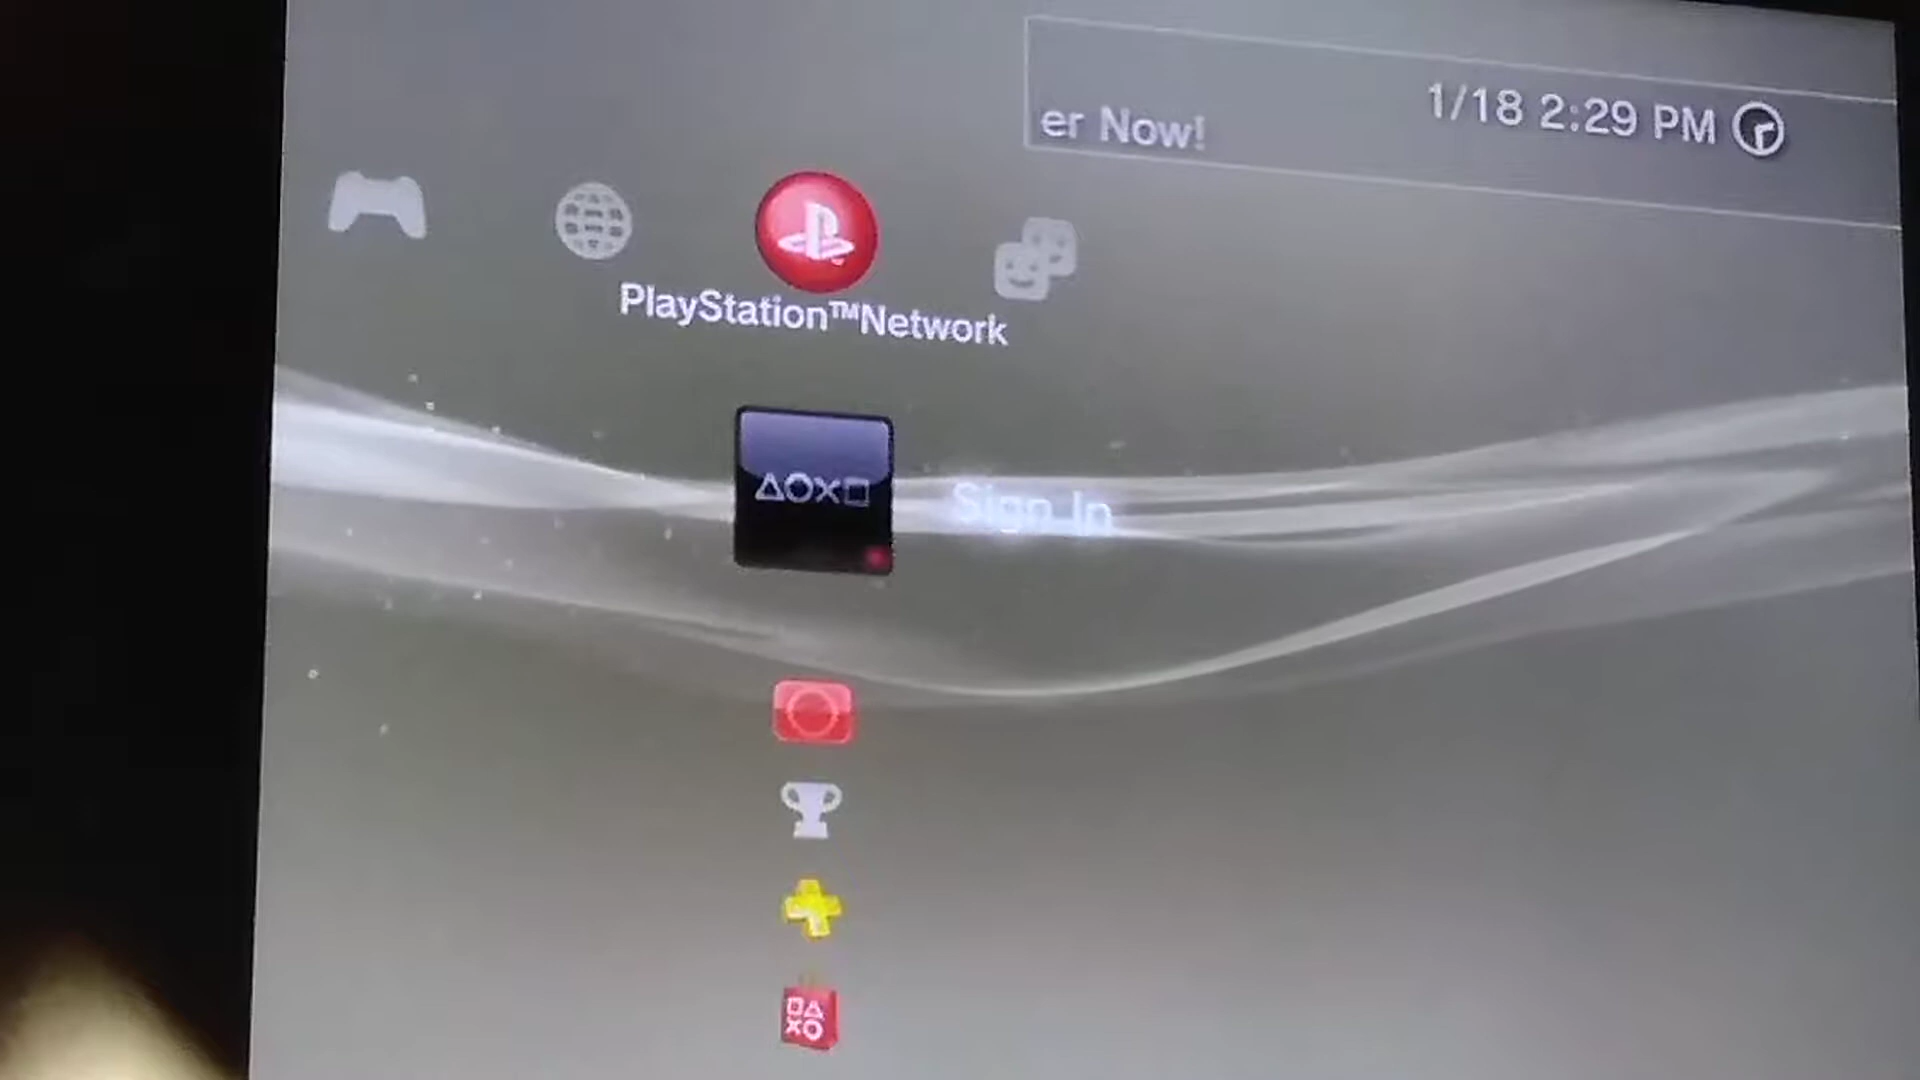 1/18 2:29 PM
er Now!
PlayStation™Network
Sign In